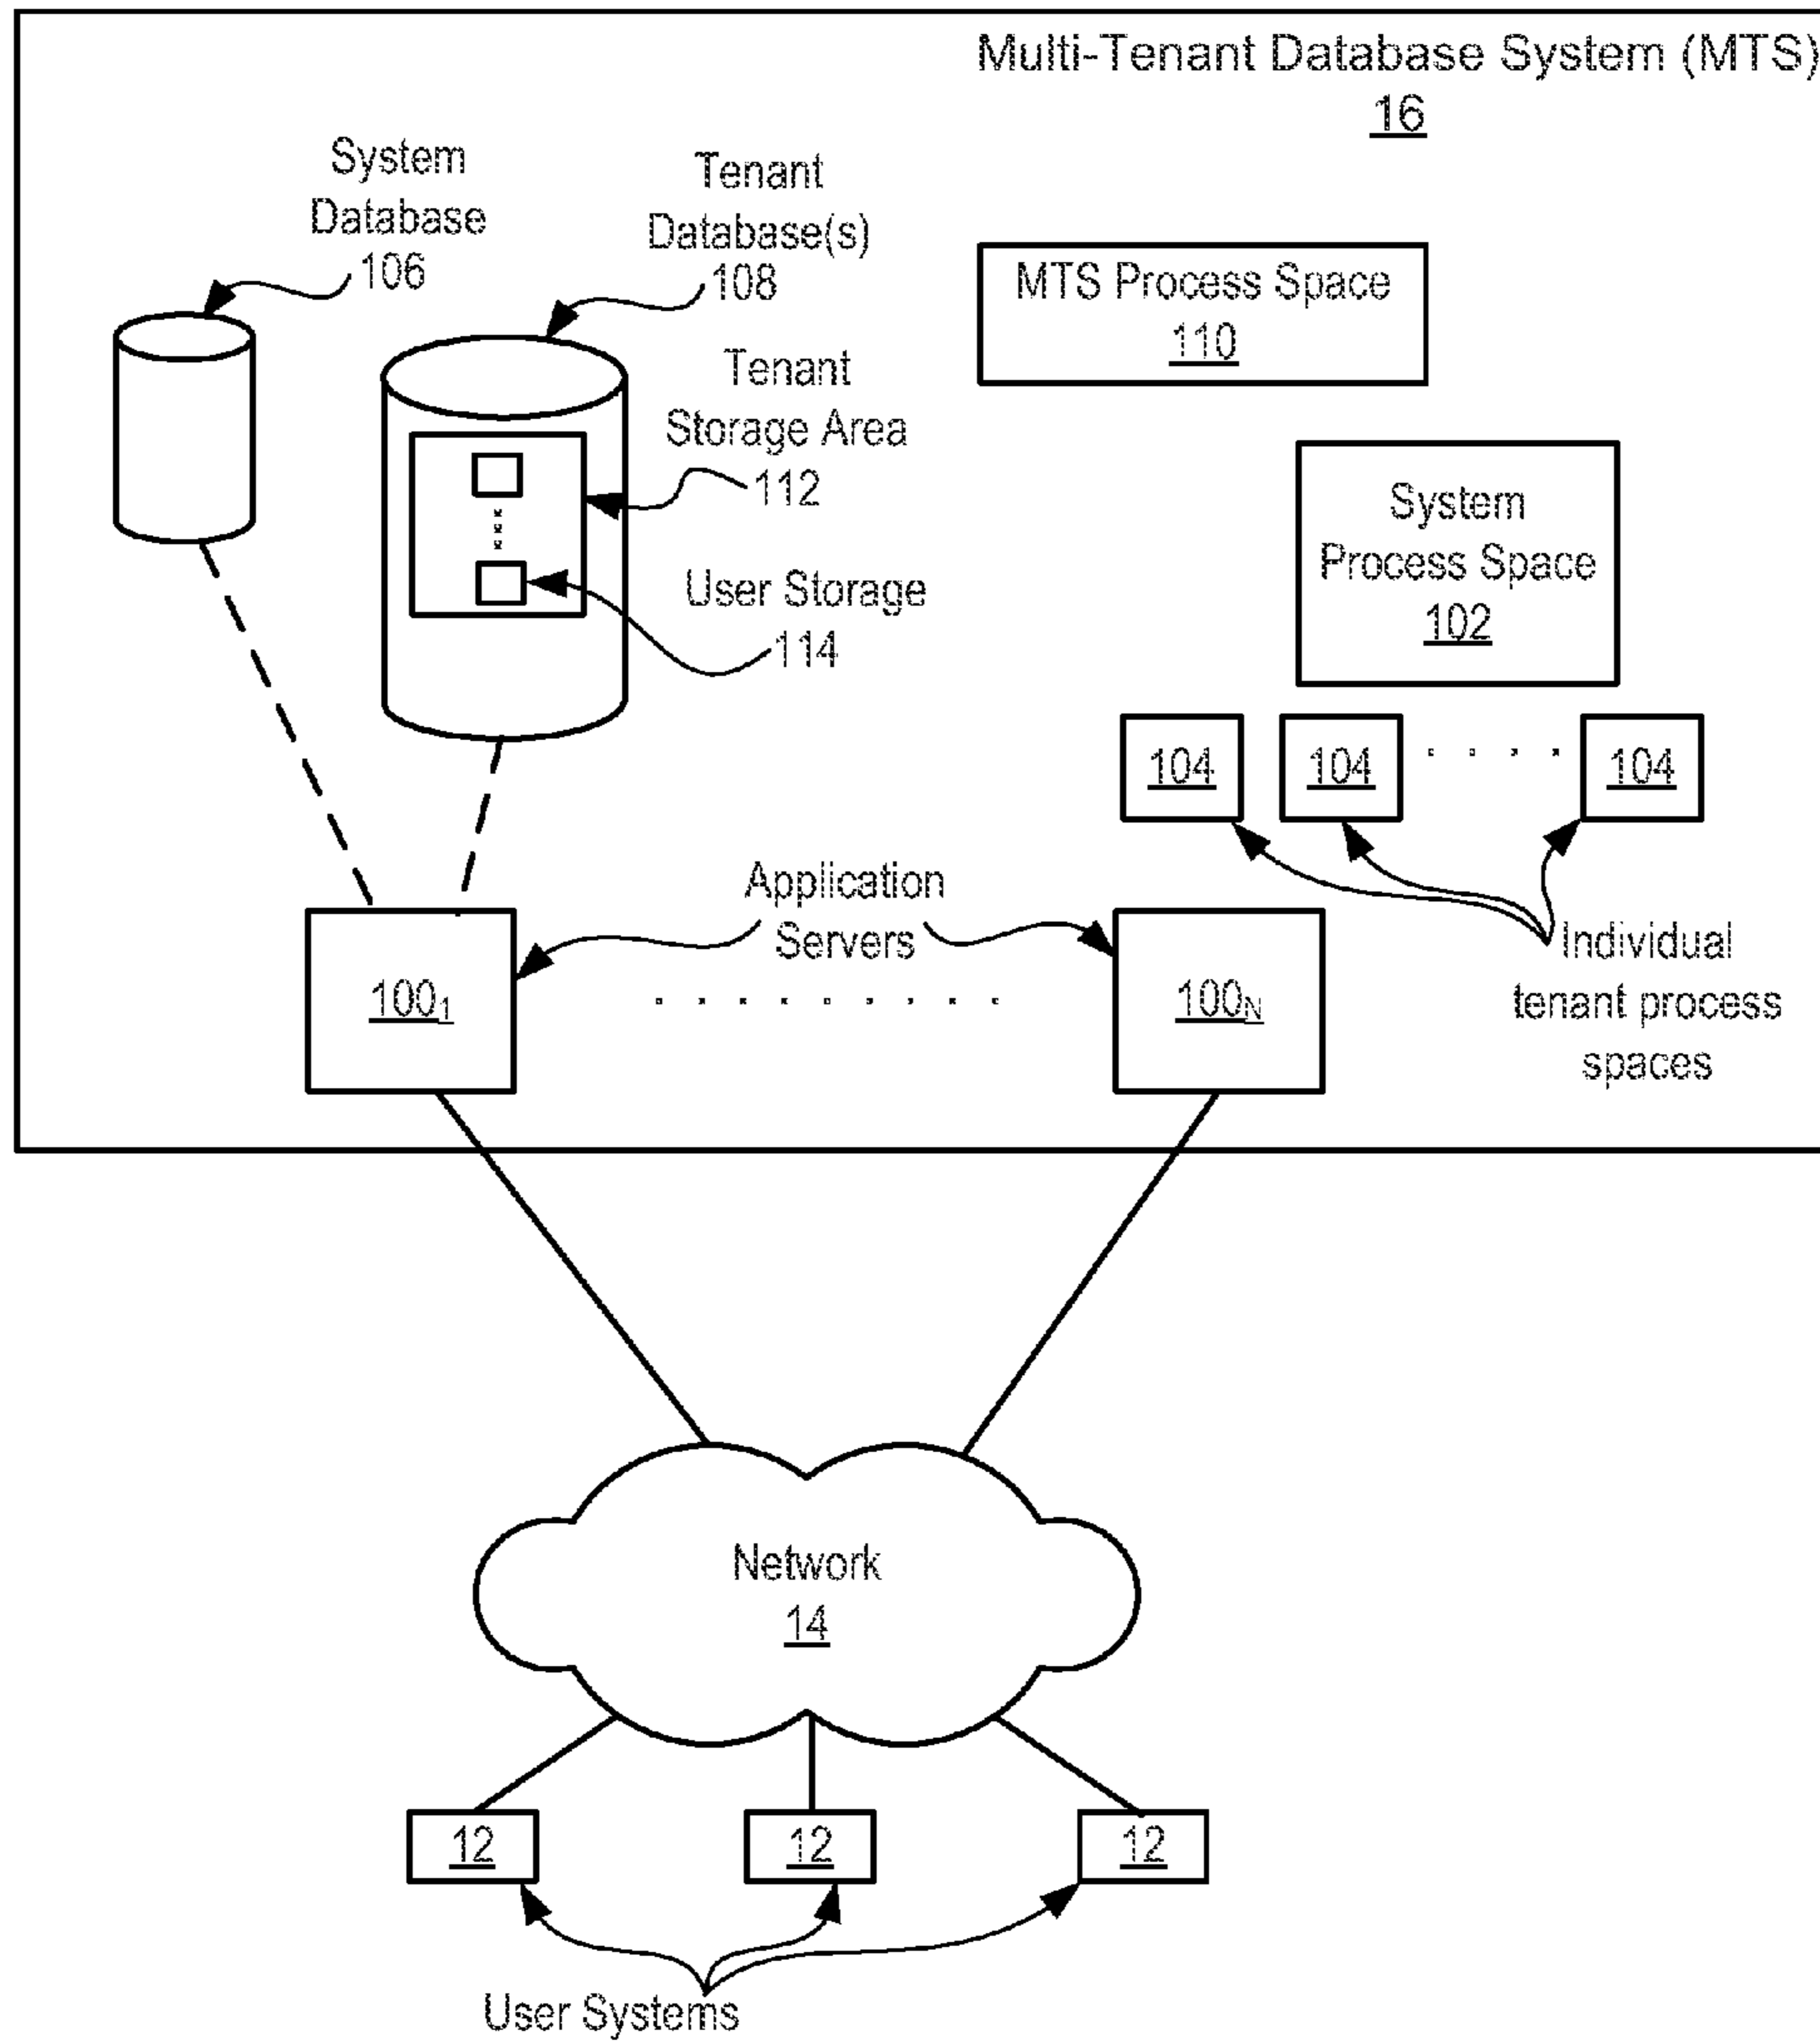 Multi-Tenant Database System (MTS)
16
System
Database
106
Tenant
Database(s)
108
MTS Process Space
110
Tenant
Storage Area
112
System
Process Space
102
User Storage
114
104
104
104
Application
Servers
Individual
tenant process
spaces
100₁
100N
Network
14
12
12
12
User Systems